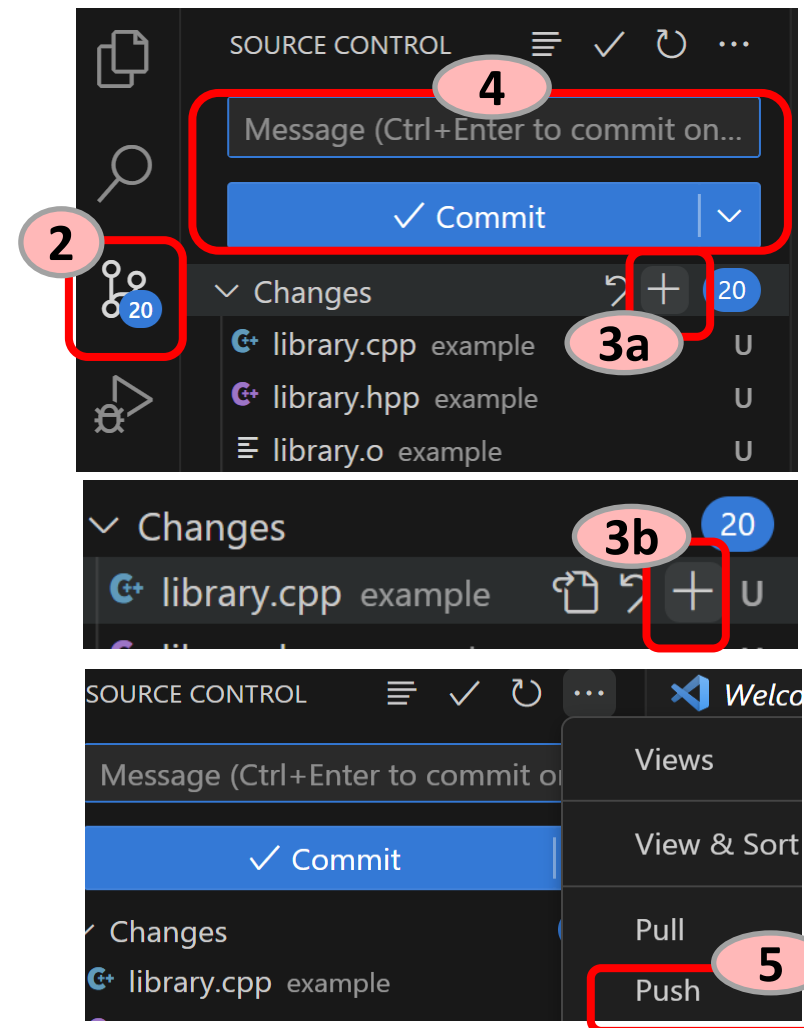 SOURCE CONTROL
4
Message (Ctrl+Enter to commit on...
Commit
2
20
Changes 20
3a
library.cpp example U
library.hpp example U
library.o example U
Changes 20
3b
library.cpp example U
SOURCE CONTROL Welco
Message (Ctrl+Enter to commit o
Views
Commit
View & Sort
Changes
Pull
5
library.cpp example
Push